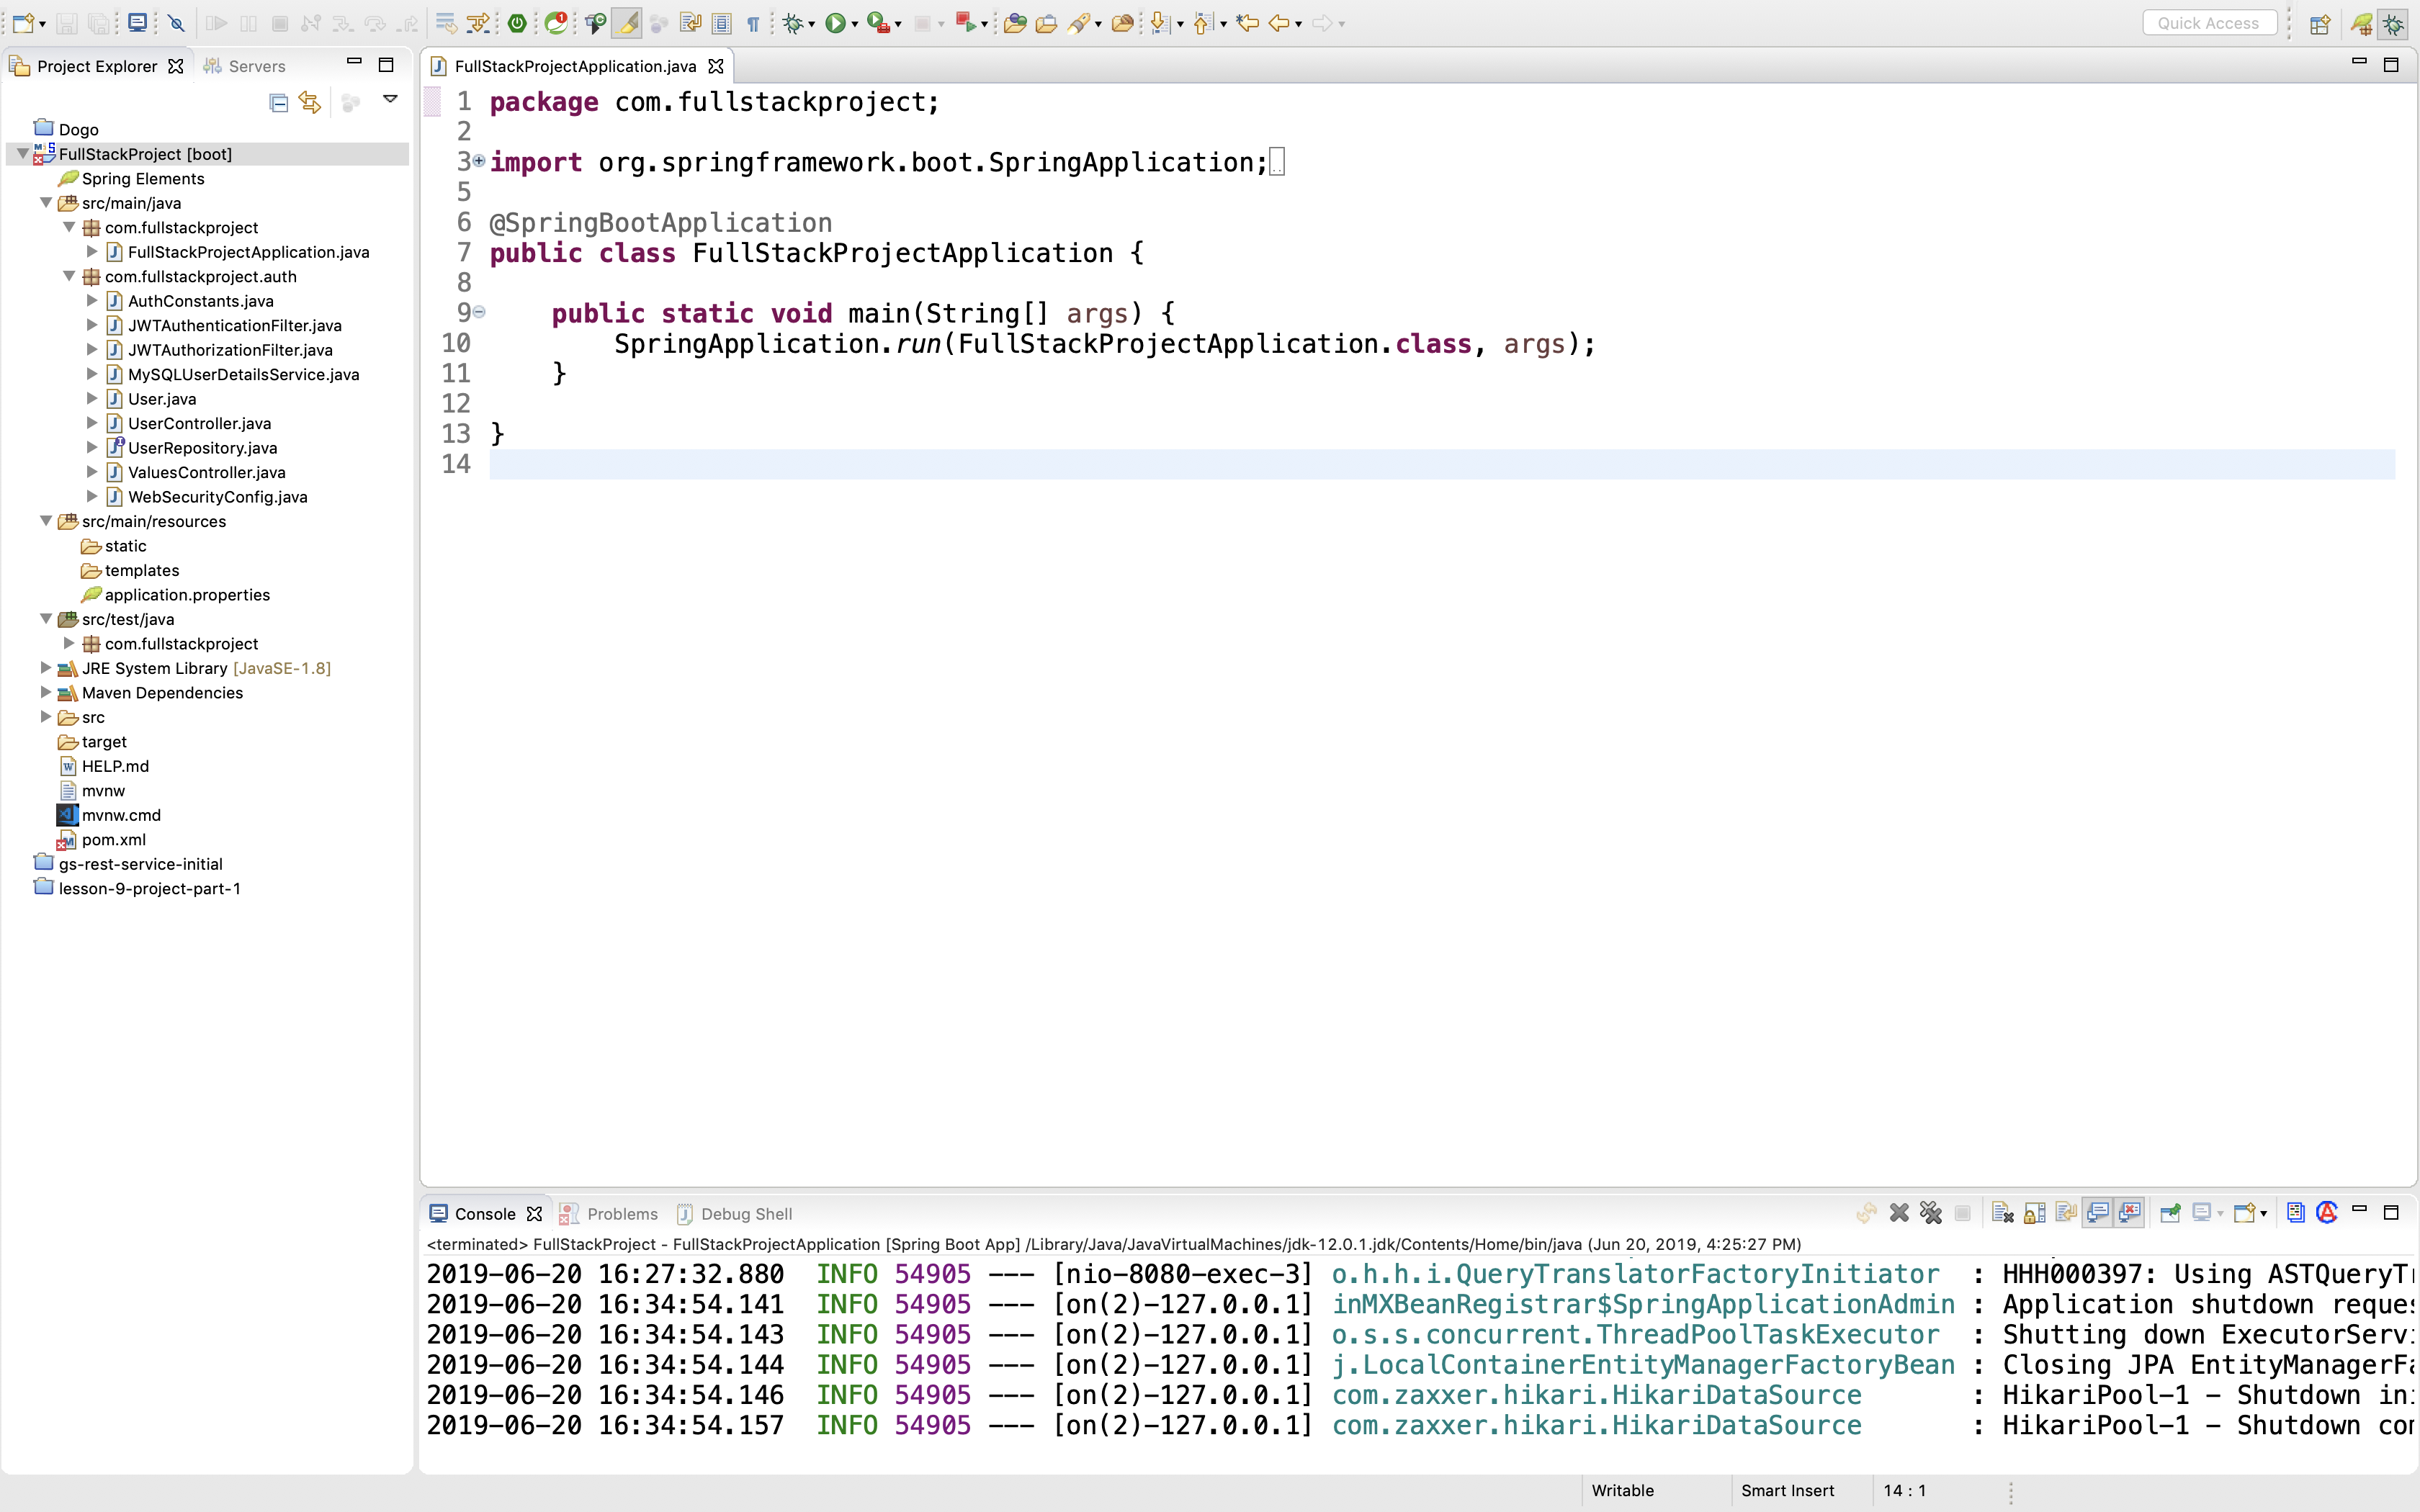 Quick Access
Project Explorer
Servers
Dogo
FullStackProject [boot]
Spring Elements
src/main/java
com.fullstackproject
FullStackProjectApplication.java
com.fullstackproject.auth
AuthConstants.java
JWTAuthenticationFilter.java
JWTAuthorizationFilter.java
MySQLUserDetailsService.java
User.java
UserController.java
UserRepository.java
ValuesController.java
WebSecurityConfig.java
src/main/resources
static
templates
application.properties
src/test/java
com.fullstackproject
JRE System Library [JavaSE-1.8]
Maven Dependencies
src
target
HELP.md
mvnw
mvnw.cmd
pom.xml
gs-rest-service-initial
lesson-9-project-part-1
FullStackProjectApplication.java
1 package com.fullstackproject;
2
3 import org.springframework.boot.SpringApplication;
5
6 @SpringBootApplication
7 public class FullStackProjectApplication {
8
9     public static void main(String[] args) {
10         SpringApplication.run(FullStackProjectApplication.class, args);
11     }
12
13 }
14
Console Problems Debug Shell
<terminated> FullStackProject - FullStackProjectApplication [Spring Boot App] /Library/Java/JavaVirtualMachines/jdk-12.0.1.jdk/Contents/Home/bin/java (Jun 20, 2019, 4:25:27 PM)
2019-06-20 16:27:32.880  INFO 54905 --- [nio-8080-exec-3] o.h.h.i.QueryTranslatorFactoryInitiator  : HHH000397: Using ASTQueryTr
2019-06-20 16:34:54.141  INFO 54905 --- [on(2)-127.0.0.1] inMXBeanRegistrar$SpringApplicationAdmin : Application shutdown reques
2019-06-20 16:34:54.143  INFO 54905 --- [on(2)-127.0.0.1] o.s.s.concurrent.ThreadPoolTaskExecutor  : Shutting down ExecutorServi
2019-06-20 16:34:54.144  INFO 54905 --- [on(2)-127.0.0.1] j.LocalContainerEntityManagerFactoryBean : Closing JPA EntityManagerFa
2019-06-20 16:34:54.146  INFO 54905 --- [on(2)-127.0.0.1] com.zaxxer.hikari.HikariDataSource       : HikariPool-1 - Shutdown ini
2019-06-20 16:34:54.157  INFO 54905 --- [on(2)-127.0.0.1] com.zaxxer.hikari.HikariDataSource       : HikariPool-1 - Shutdown com
Writable
Smart Insert
14 : 1